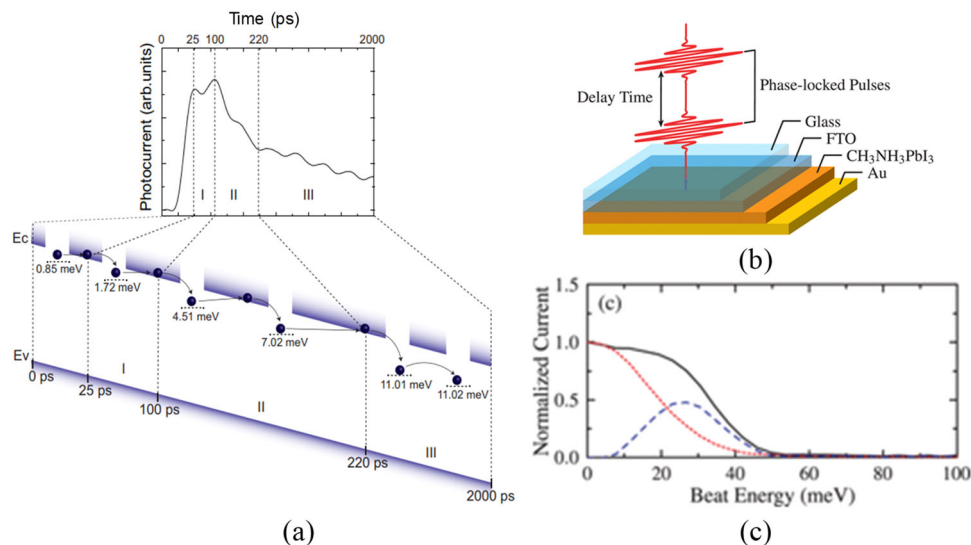 Time (ps)
0 25 100 220 2000
Photocurrent (arb.units)
I II III
Ec
0.85 meV
1.72 meV
4.51 meV
7.02 meV
11.01 meV
11.02 meV
Ev
0 ps
25 ps
I
100 ps
II
220 ps
III
2000 ps
(a)
Delay Time
Phase-locked Pulses
Glass
FTO
CH₃NH₃PbI₃
Au
(b)
(c)
Normalized Current
1.5
1.0
0.5
0.0
0 20 40 60 80 100
Beat Energy (meV)
(c)